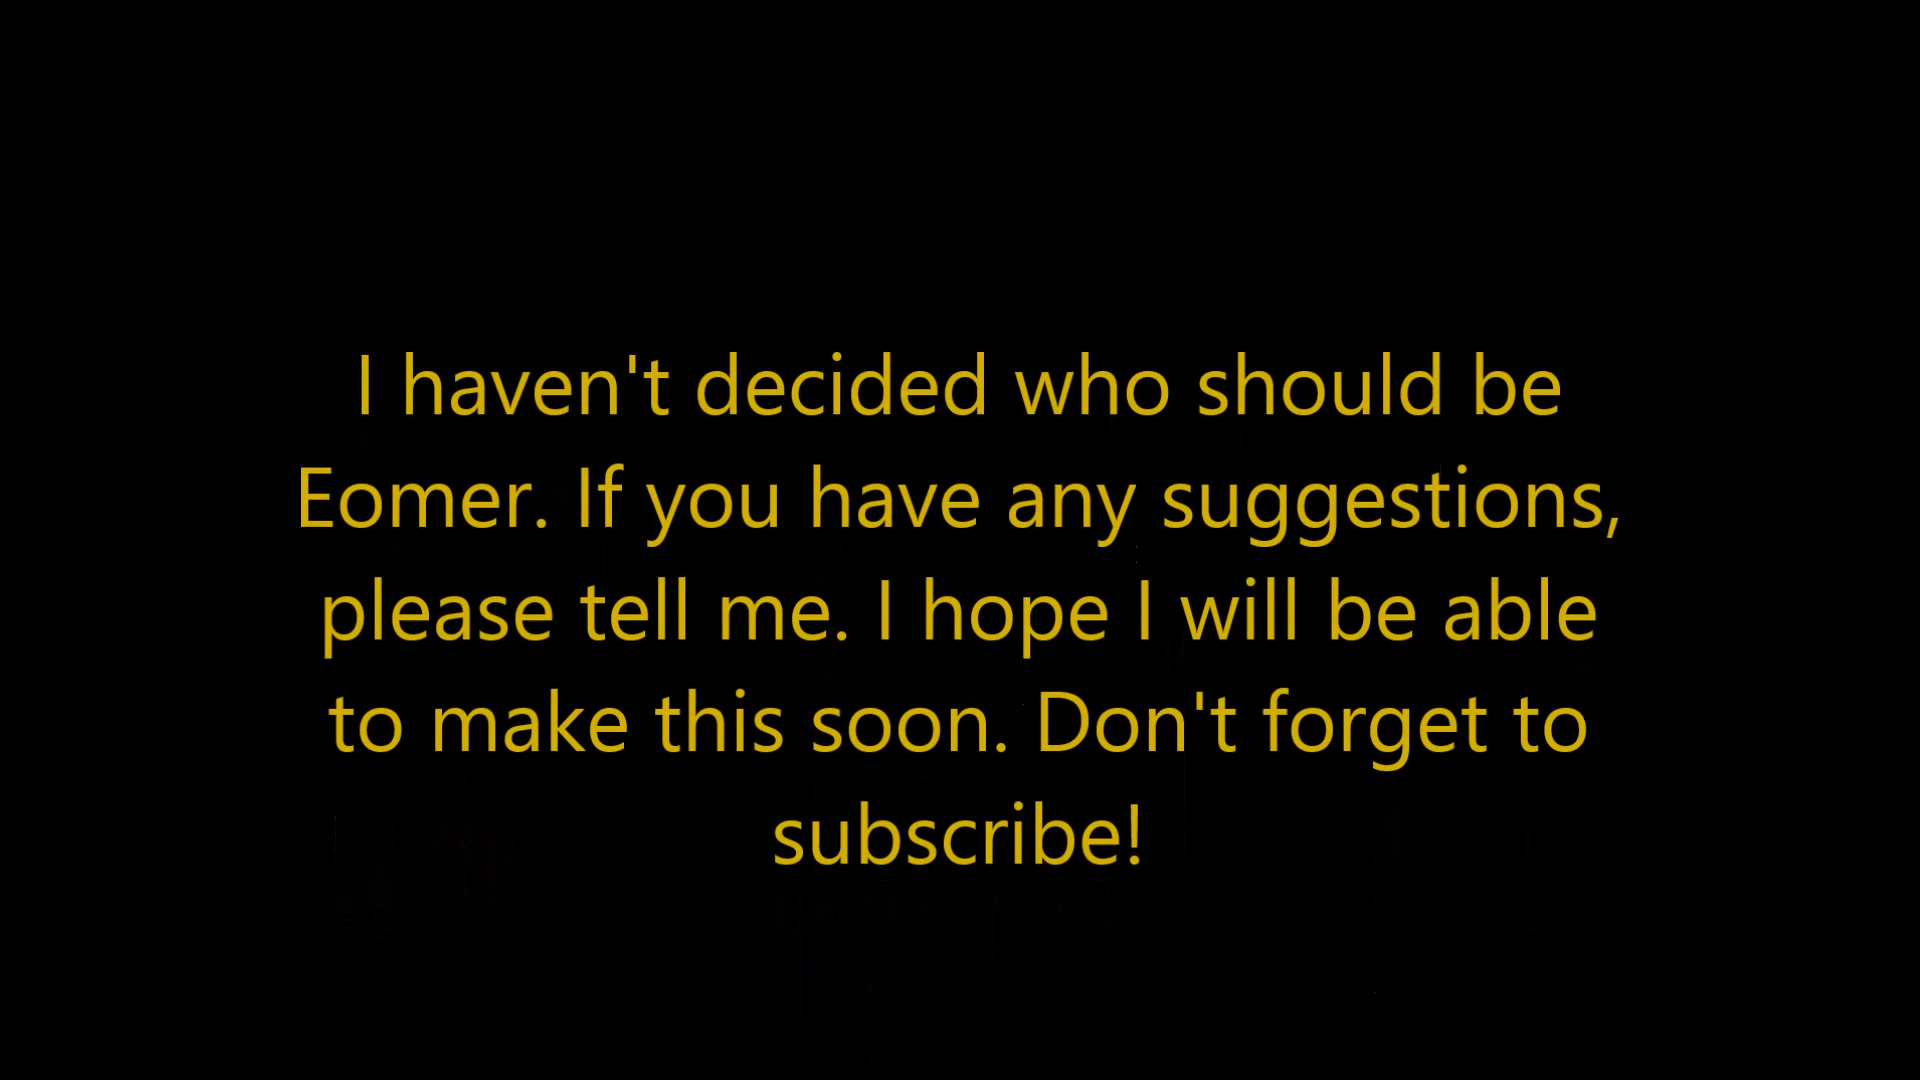 I haven't decided who should be
Eomer. If you have any suggestions,
please tell me. I hope I will be able
to make this soon. Don't forget to
subscribe!